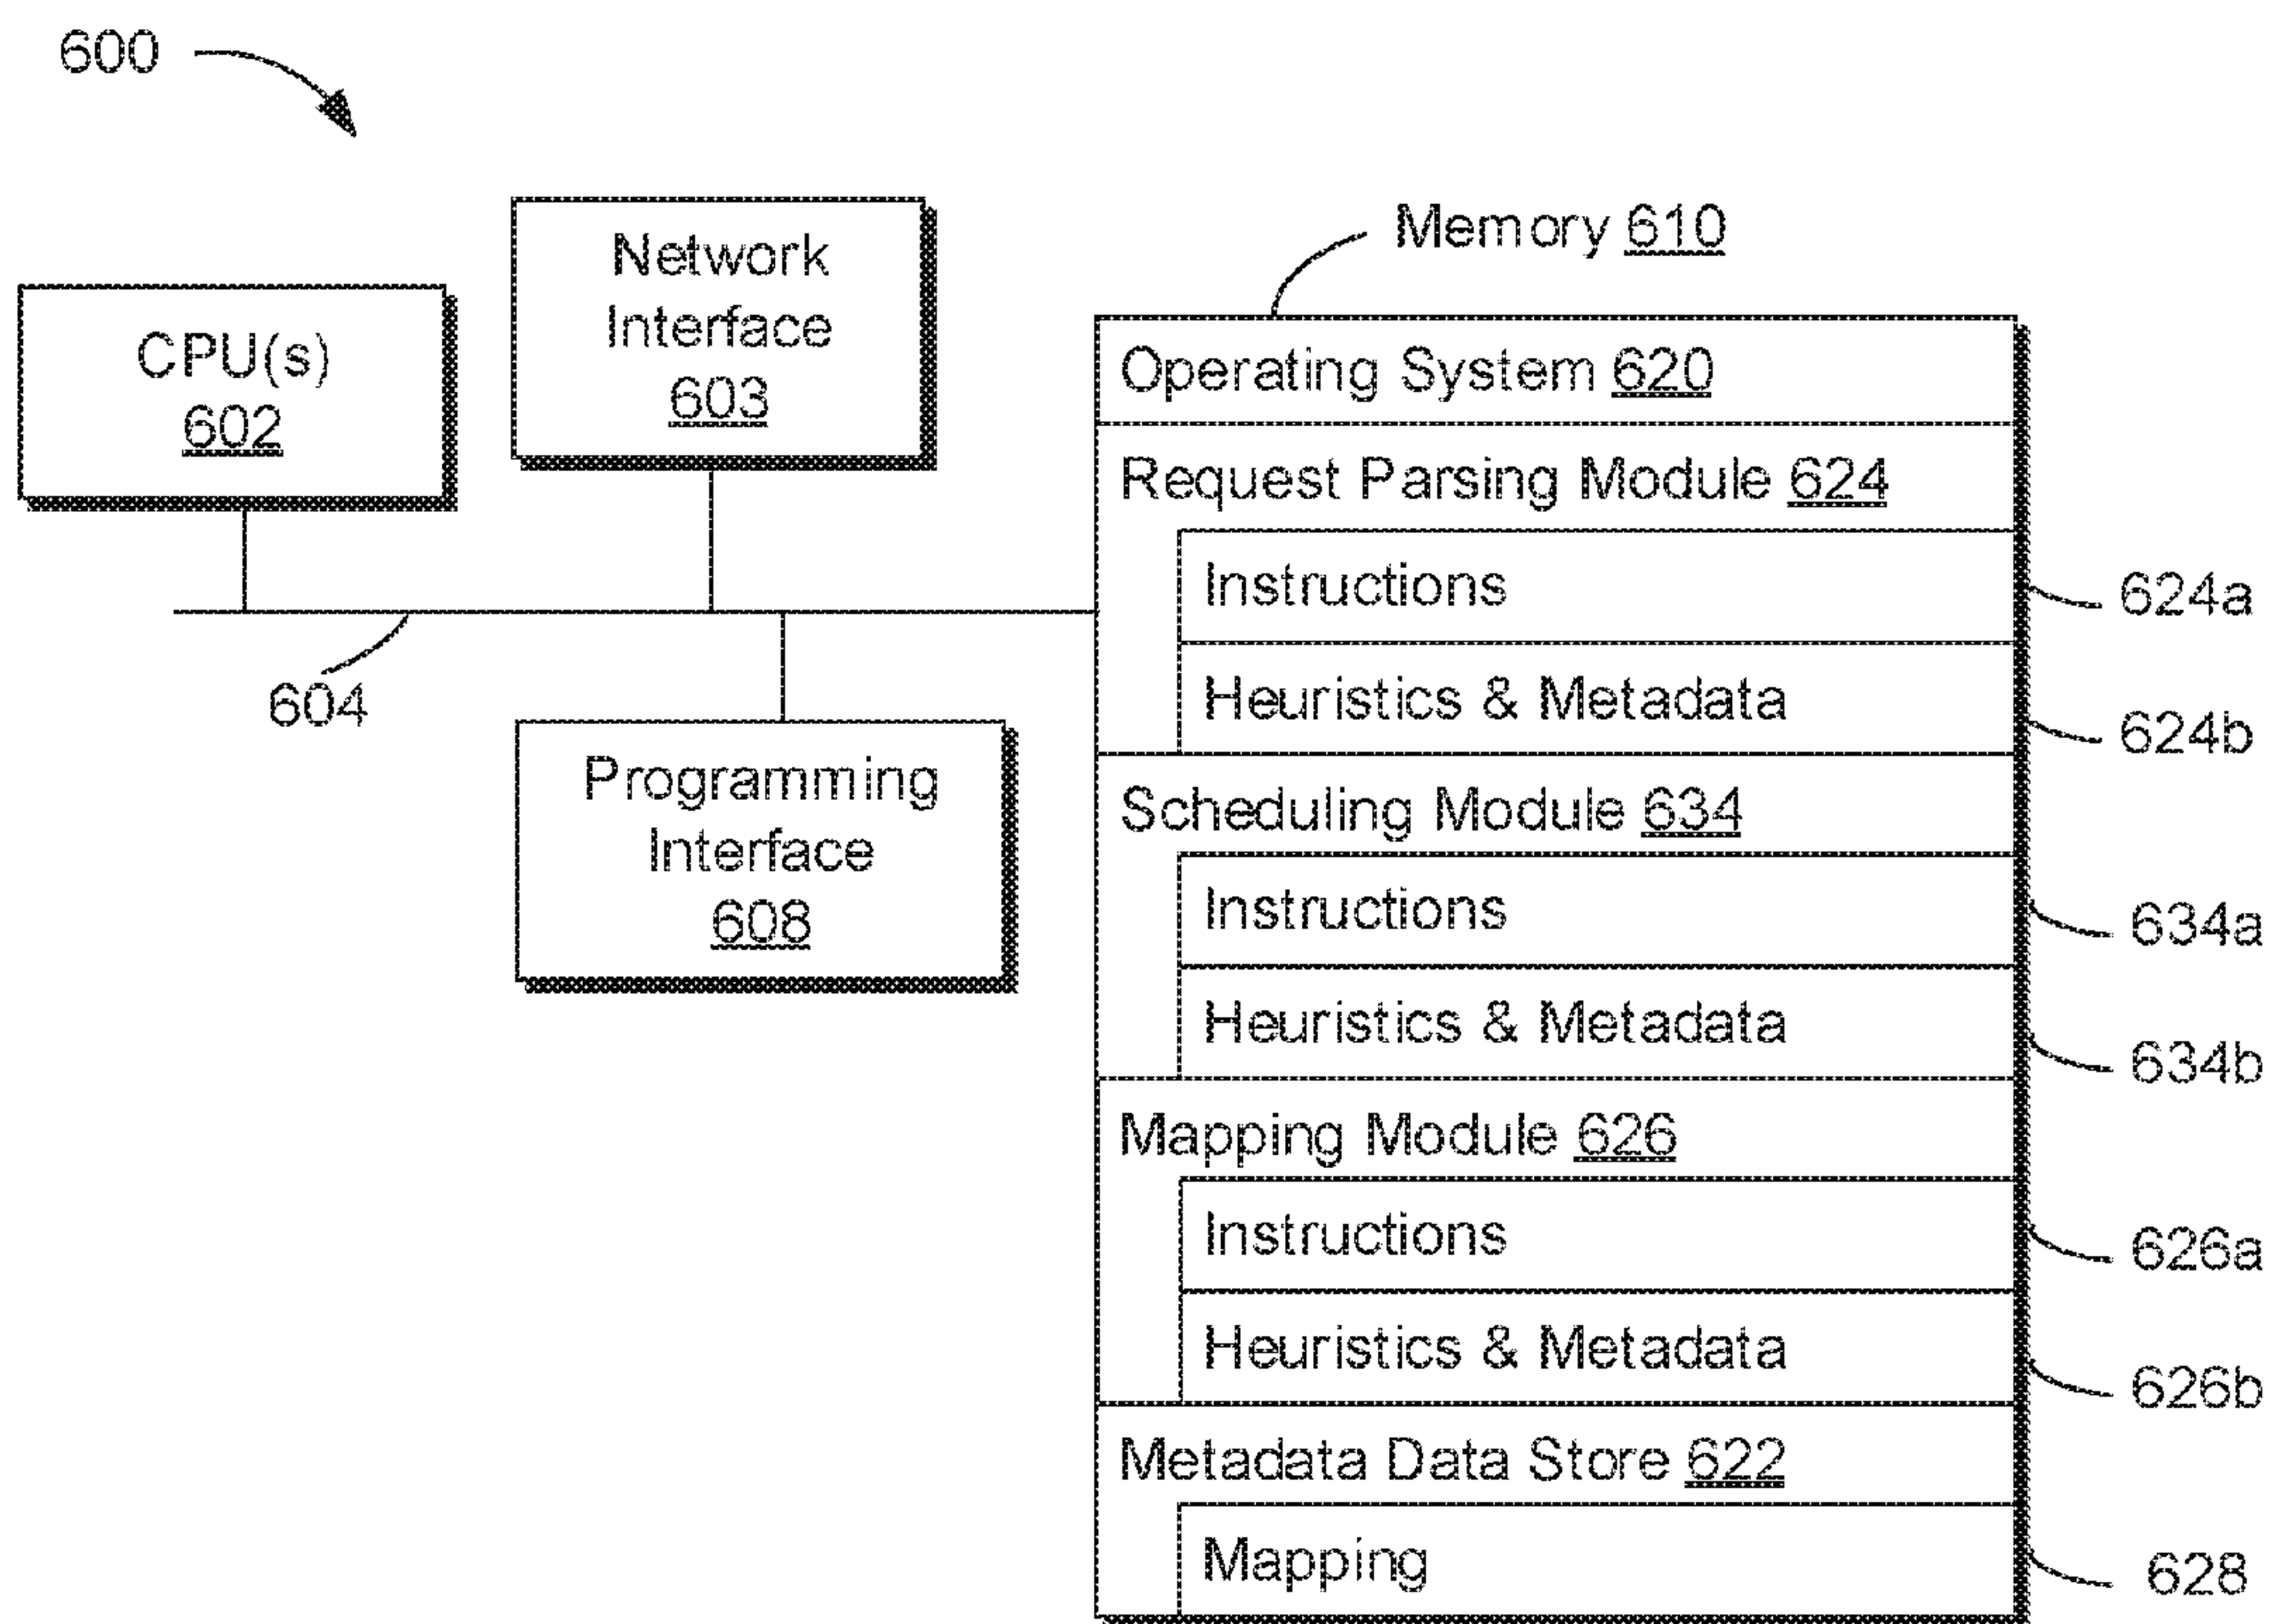 600
CPU(s)
602
Network
Interface
603
604
Programming
Interface
608
Memory 610
Operating System 620
Request Parsing Module 624
Instructions
624a
Heuristics & Metadata
624b
Scheduling Module 634
Instructions
634a
Heuristics & Metadata
634b
Mapping Module 626
Instructions
626a
Heuristics & Metadata
626b
Metadata Data Store 622
Mapping
628